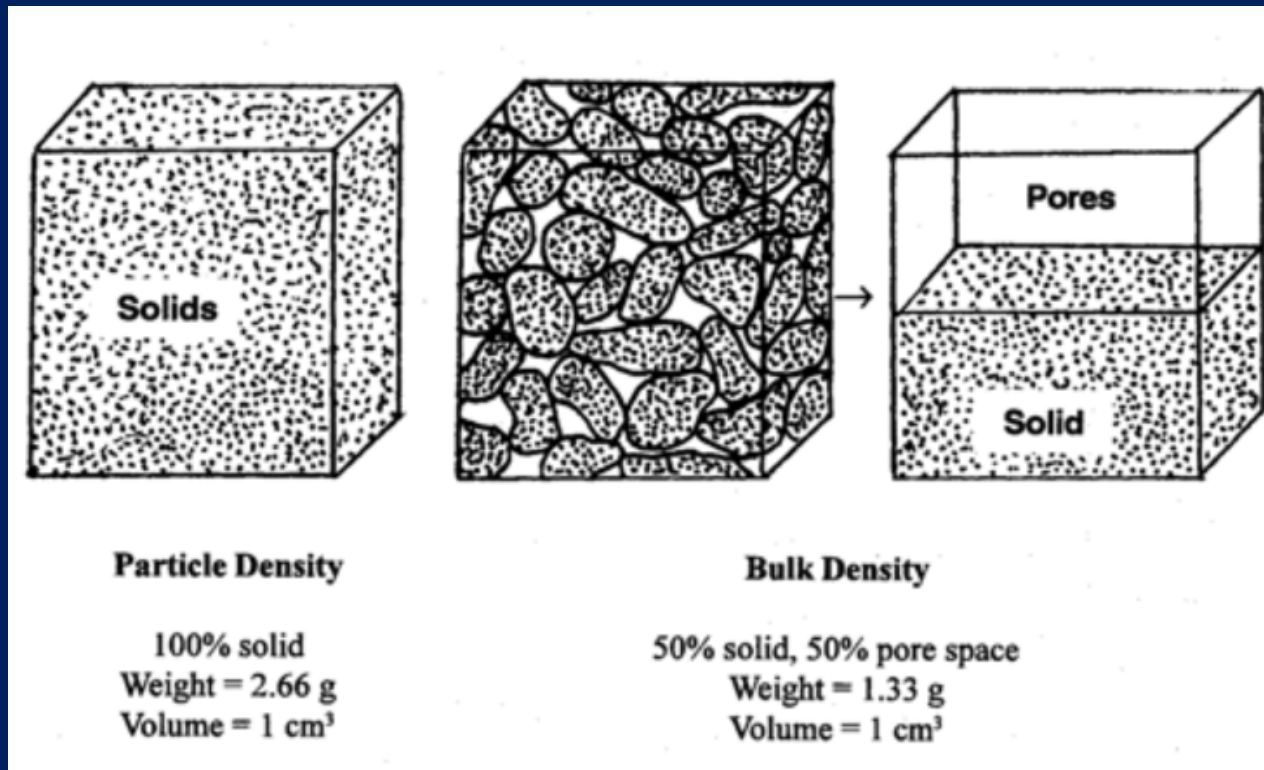 Solids
Pores
Solid
Particle Density
100% solid
Weight = 2.66 g
Volume = 1 cm³
Bulk Density
50% solid, 50% pore space
Weight = 1.33 g
Volume = 1 cm³